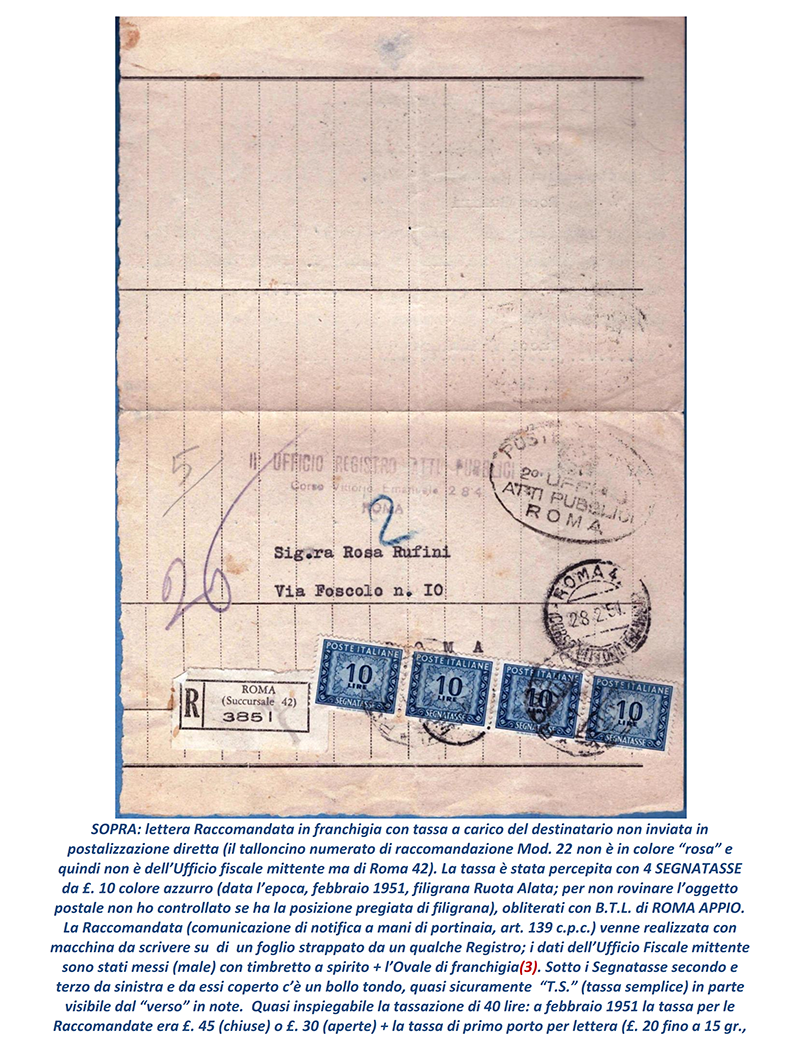 5
II UFFICIO REGISTRO ATTI PUBBLICI
Corso Vittorio Emanuele 284
ROMA
2° UFFICIO
ATTI PUBBLICI
ROMA
2
26
Sig.ra Rosa Rufini
Via Foscolo n. IO
ROMA 4
28.2.51
R O M A
R
ROMA
(Succursale 42)
3851
POSTE ITALIANE
10
LIRE
SEGNATASSE
POSTE ITALIANE
10
LIRE
SEGNATASSE
POSTE ITALIANE
10
LIRE
SEGNATASSE
POSTE ITALIANE
10
LIRE
SEGNATASSE
SOPRA: lettera Raccomandata in franchigia con tassa a carico del destinatario non inviata in
postalizzazione diretta (il talloncino numerato di raccomandazione Mod. 22 non è in colore “rosa” e
quindi non è dell’Ufficio fiscale mittente ma di Roma 42). La tassa è stata percepita con 4 SEGNATASSE
da £. 10 colore azzurro (data l’epoca, febbraio 1951, filigrana Ruota Alata; per non rovinare l’oggetto
postale non ho controllato se ha la posizione pregiata di filigrana), obliterati con B.T.L. di ROMA APPIO.
La Raccomandata (comunicazione di notifica a mani di portinaia, art. 139 c.p.c.) venne realizzata con
macchina da scrivere su  di  un foglio strappato da un qualche Registro; i dati dell’Ufficio Fiscale mittente
sono stati messi (male) con timbretto a spirito + l’Ovale di franchigia(3). Sotto i Segnatasse secondo e
terzo da sinistra e da essi coperto c’è un bollo tondo, quasi sicuramente  “T.S.” (tassa semplice) in parte
visibile dal “verso” in note.  Quasi inspiegabile la tassazione di 40 lire: a febbraio 1951 la tassa per le
Raccomandate era £. 45 (chiuse) o £. 30 (aperte) + la tassa di primo porto per lettera (£. 20 fino a 15 gr.,